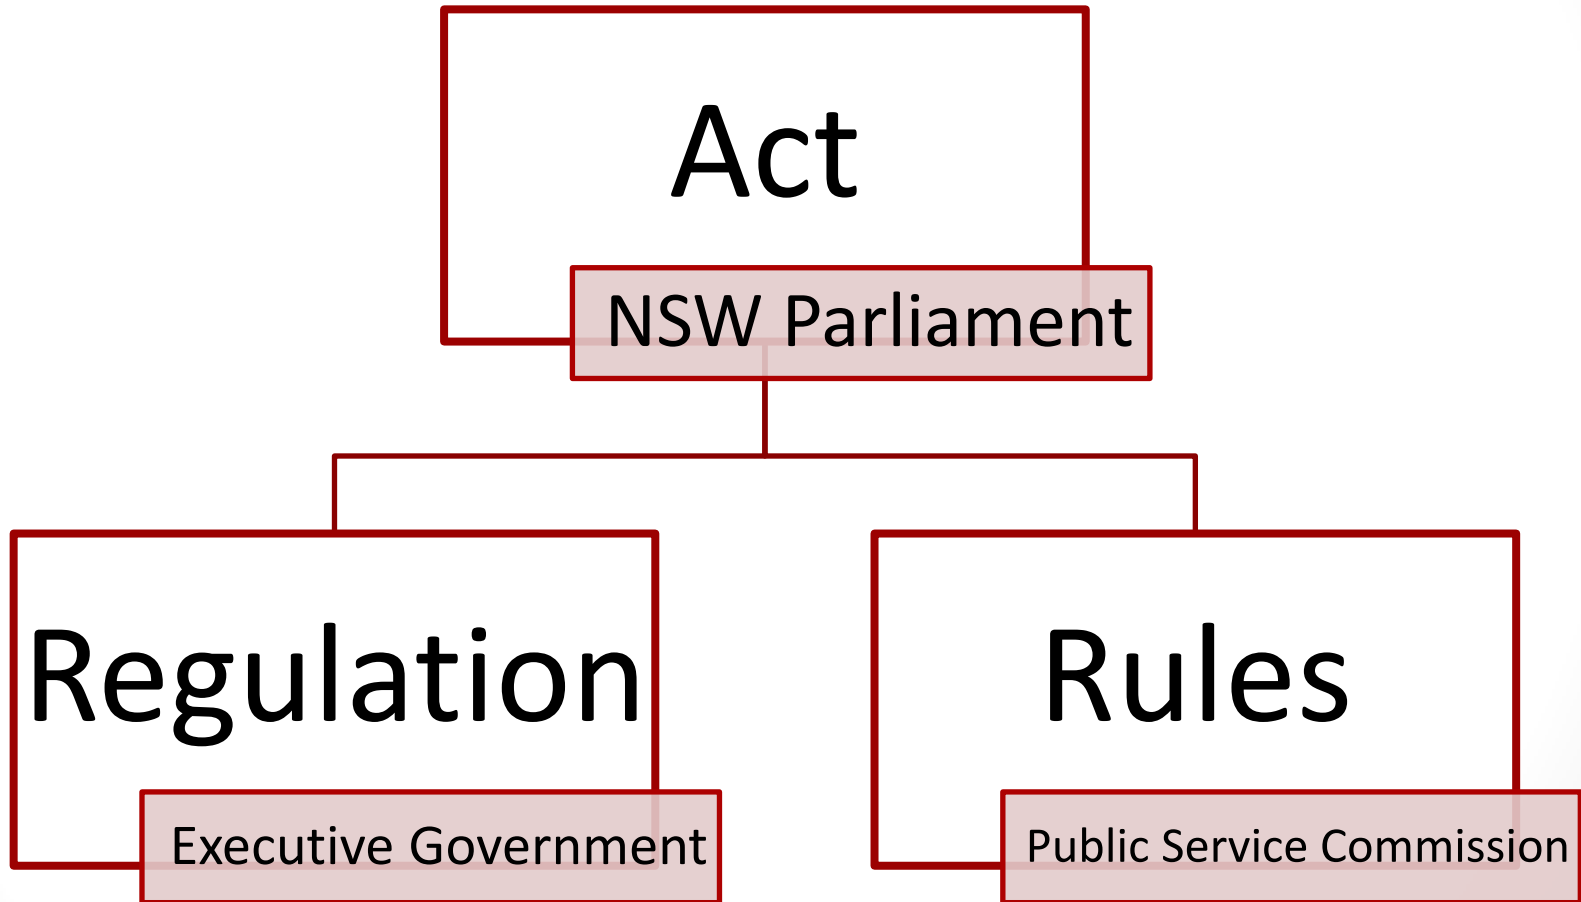 Act
NSW Parliament
Regulation
Executive Government
Rules
Public Service Commission